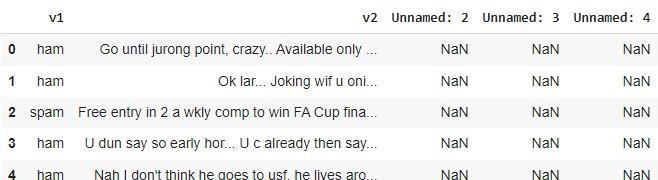 v1 v2 Unnamed: 2 Unnamed: 3 Unnamed: 4
0 ham Go until jurong point, crazy.. Available only ... NaN NaN NaN
1 ham Ok lar... Joking wif u oni... NaN NaN NaN
2 spam Free entry in 2 a wkly comp to win FA Cup fina... NaN NaN NaN
3 ham U dun say so early hor... U c already then say... NaN NaN NaN
4 ham Nah I don't think he goes to usf, he lives aro... NaN NaN NaN